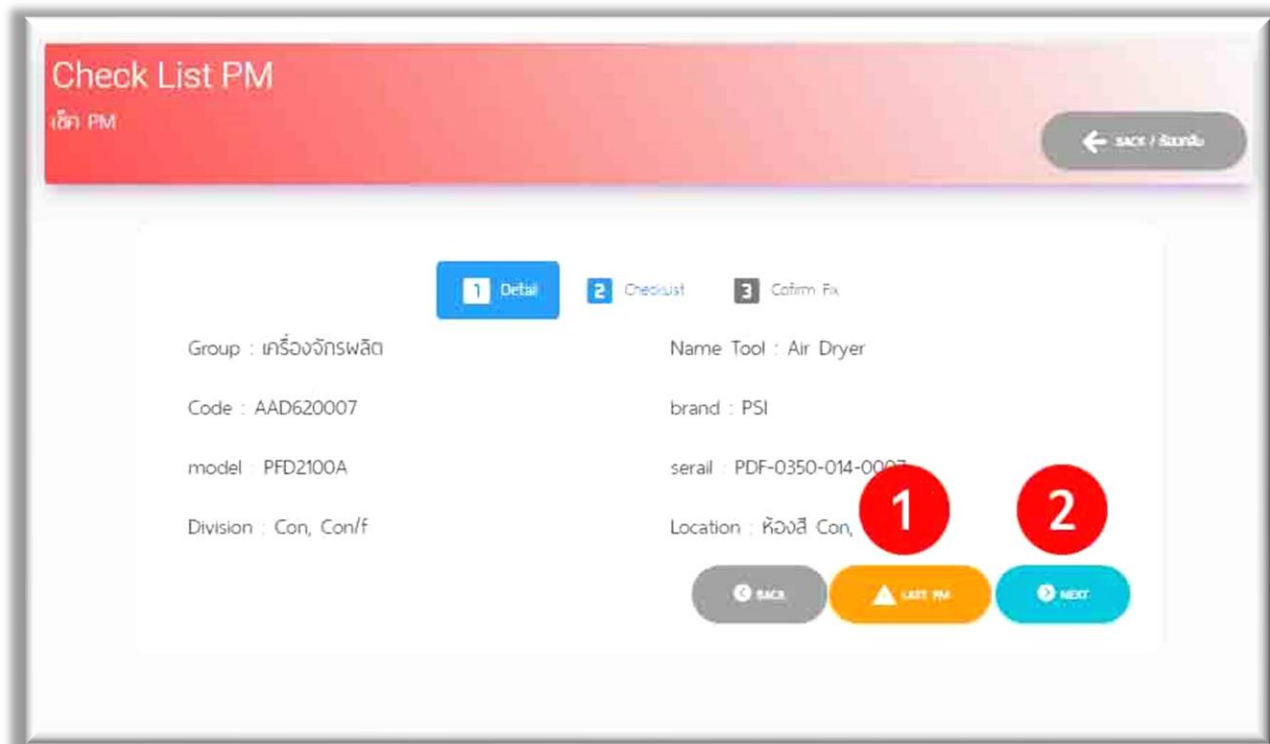 Check List PM
เช็ค PM
BACK / ย้อนกลับ
1 Detail 2 CheckList 3 Cofirm Fix
Group : เครื่องจักรผลิต Name Tool : Air Dryer
Code : AAD620007 brand : PSI
model : PFD2100A serail : PDF-0350-014-0007
Division : Con, Con/f Location : ห้องสี Con,
1 2
BACK LAST PM NEXT